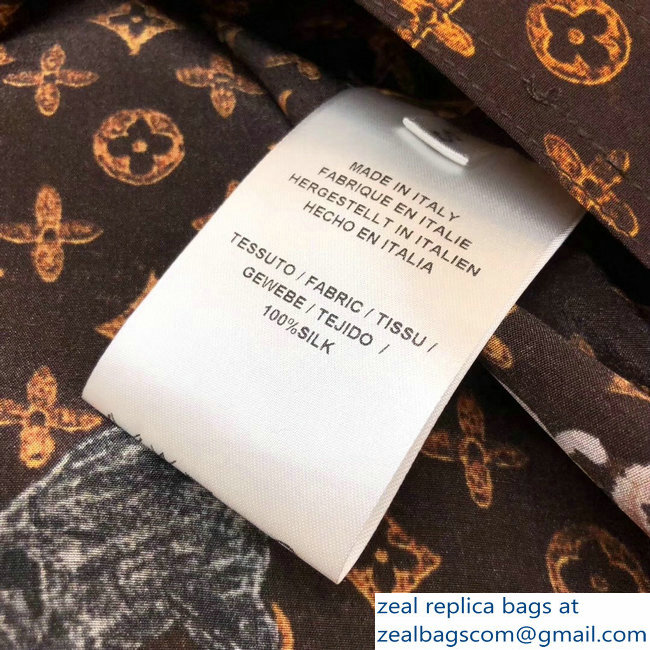 MADE IN ITALY
FABRIQUE EN ITALIE
HERGESTELLT IN ITALIEN
HECHO EN ITALIA
TESSUTO / FABRIC / TISSU /
GEWEBE / TEJIDO /
100%SILK
zeal replica bags at
zealbagscom@gmail.com